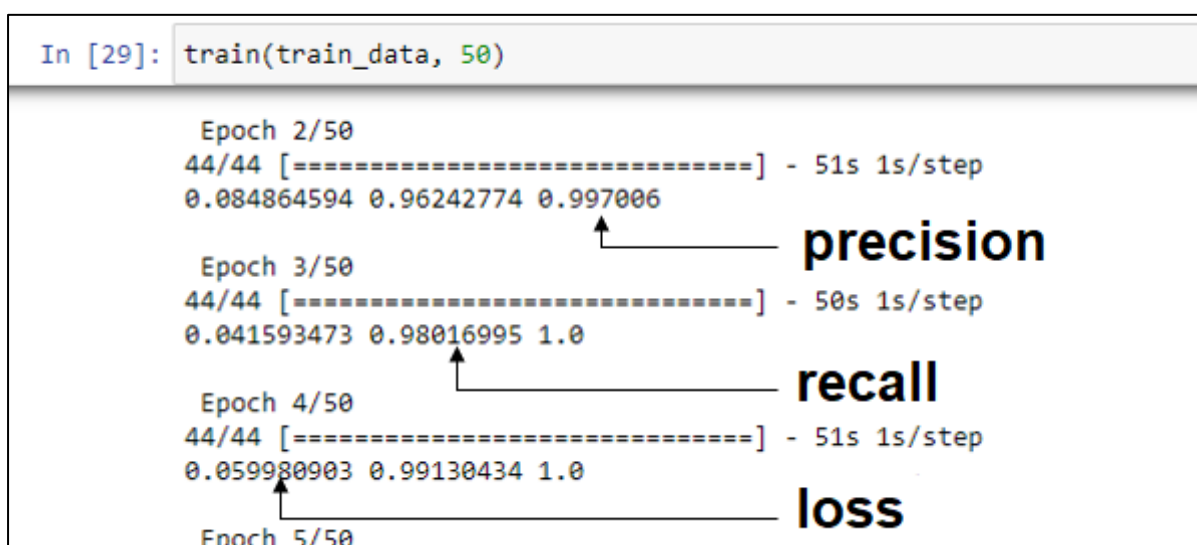 In [29]: train(train_data, 50)
Epoch 2/50
44/44 [==============================] - 51s 1s/step
0.084864594 0.96242774 0.997006
precision
Epoch 3/50
44/44 [==============================] - 50s 1s/step
0.041593473 0.98016995 1.0
recall
Epoch 4/50
44/44 [==============================] - 51s 1s/step
0.059980903 0.99130434 1.0
loss
Epoch 5/50